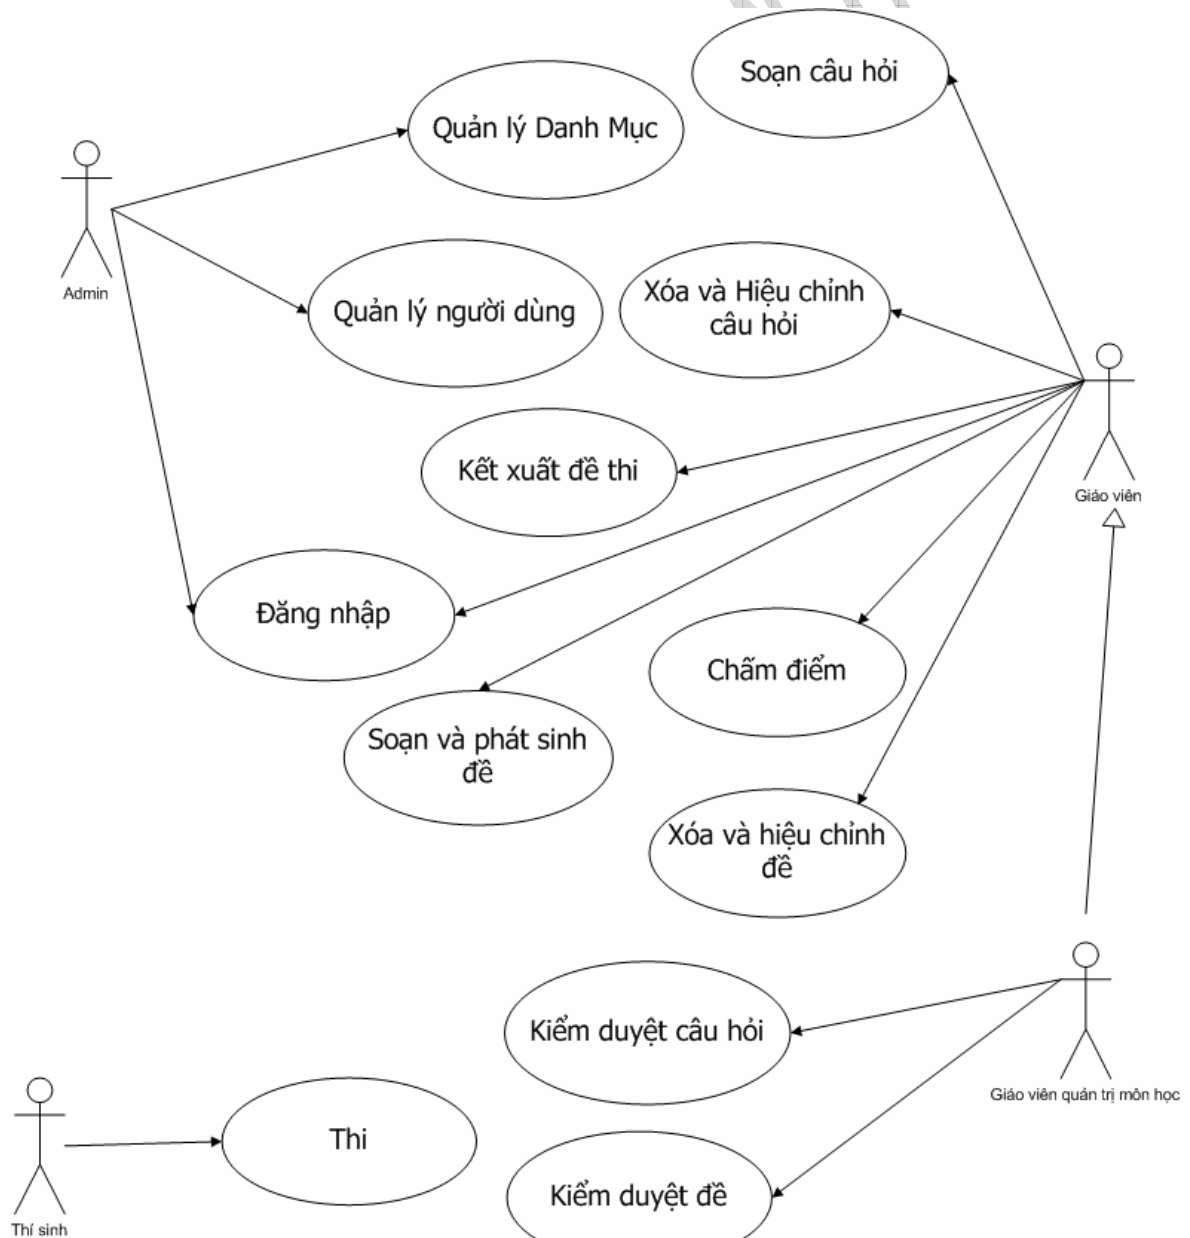 Soạn câu hỏi
Quản lý Danh Mục
Admin
Quản lý người dùng
Xóa và Hiệu chỉnh
câu hỏi
Kết xuất đề thi
Giáo viên
Đăng nhập
Chấm điểm
Soạn và phát sinh
đề
Xóa và hiệu chỉnh
đề
Kiểm duyệt câu hỏi
Giáo viên quản trị môn học
Thi
Kiểm duyệt đề
Thí sinh